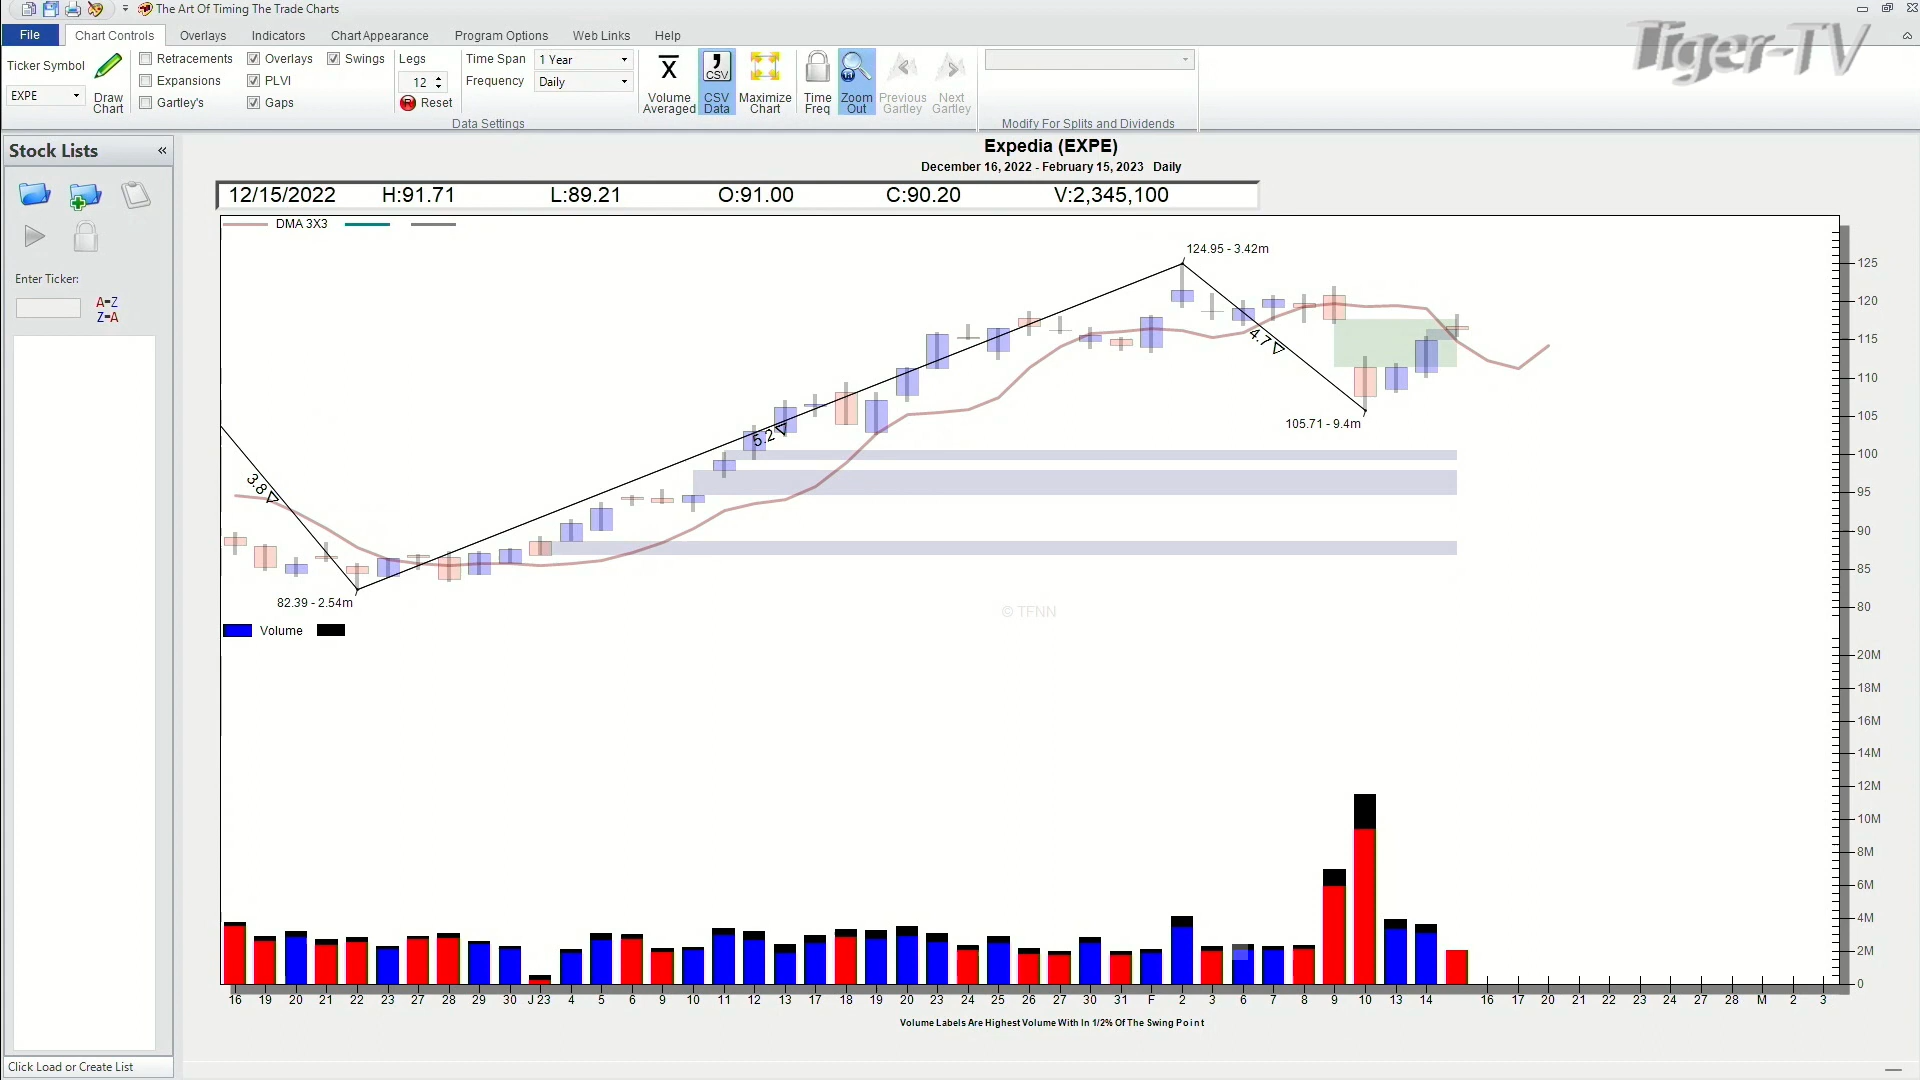 The Art Of Timing The Trade Charts
File Chart Controls Overlays Indicators Chart Appearance Program Options Web Links Help
Tiger-TV
Ticker Symbol
EXPE
Draw Chart
Retracements
Expansions
Gartley's
Overlays
PLVI
Gaps
Swings
Legs
12
Reset
Time Span 1 Year
Frequency Daily
Data Settings
Volume Averaged
CSV Data
Maximize Chart
Time Freq
Zoom Out
Previous Gartley
Next Gartley
Modify For Splits and Dividends
Stock Lists «
Enter Ticker:
A=Z
Z=A
Click Load or Create List
Expedia (EXPE)
December 16, 2022 - February 15, 2023 Daily
12/15/2022 H:91.71 L:89.21 O:91.00 C:90.20 V:2,345,100
DMA 3X3
124.95 - 3.42m
4.7
105.71 - 9.4m
5.2
3.8
82.39 - 2.54m
© TFNN
Volume
125
120
115
110
105
100
95
90
85
80
20M
18M
16M
14M
12M
10M
8M
6M
4M
2M
0
16 19 20 21 22 23 27 28 29 30 J 23 4 5 6 9 10 11 12 13 17 18 19 20 23 24 25 26 27 30 31 F 2 3 6 7 8 9 10 13 14 16 17 20 21 22 23 24 27 28 M 2 3
Volume Labels Are Highest Volume With In 1/2% Of The Swing Point